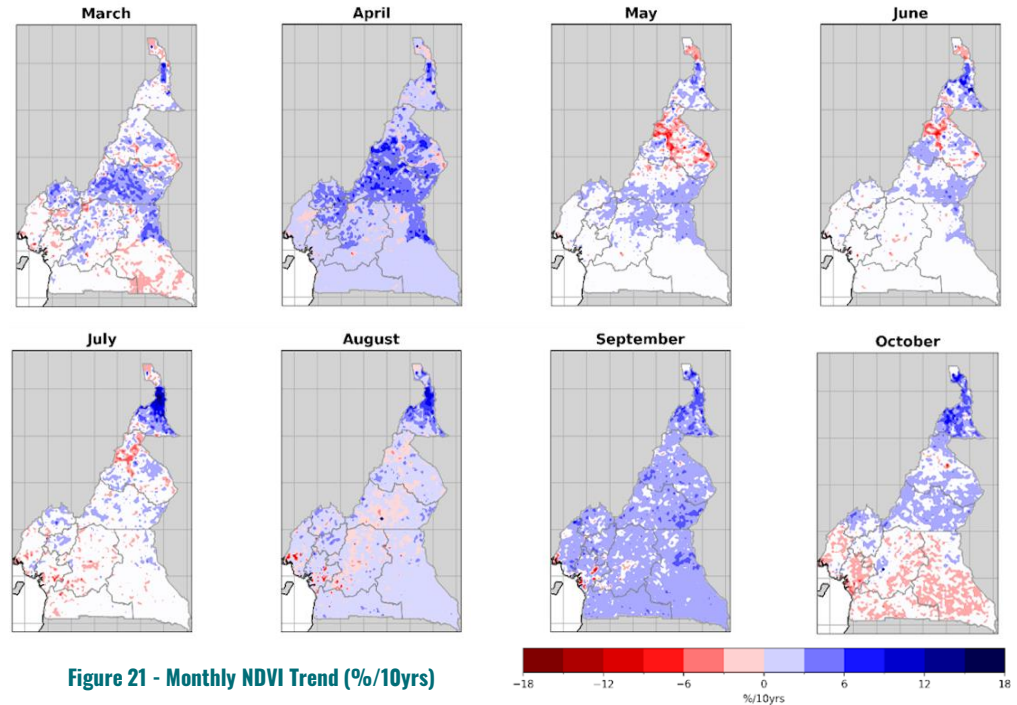 March
April
May
June
July
August
September
October
Figure 21 - Monthly NDVI Trend (%/10yrs)
−18
−12
−6
0
6
12
18
%/10yrs